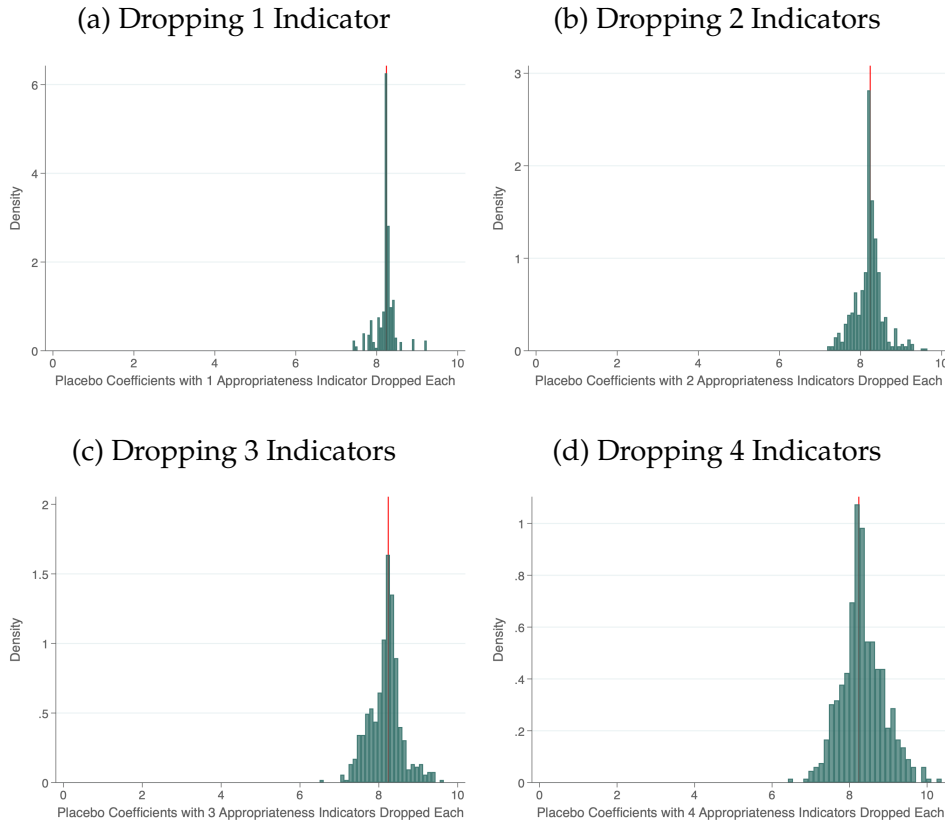 (a) Dropping 1 Indicator
6
4
2
0
Density
0 2 4 6 8 10
Placebo Coefficients with 1 Appropriateness Indicator Dropped Each
(b) Dropping 2 Indicators
3
2
1
0
Density
0 2 4 6 8 10
Placebo Coefficients with 2 Appropriateness Indicators Dropped Each
(c) Dropping 3 Indicators
2
1.5
1
.5
0
Density
0 2 4 6 8 10
Placebo Coefficients with 3 Appropriateness Indicators Dropped Each
(d) Dropping 4 Indicators
1
.8
.6
.4
.2
0
Density
0 2 4 6 8 10
Placebo Coefficients with 4 Appropriateness Indicators Dropped Each